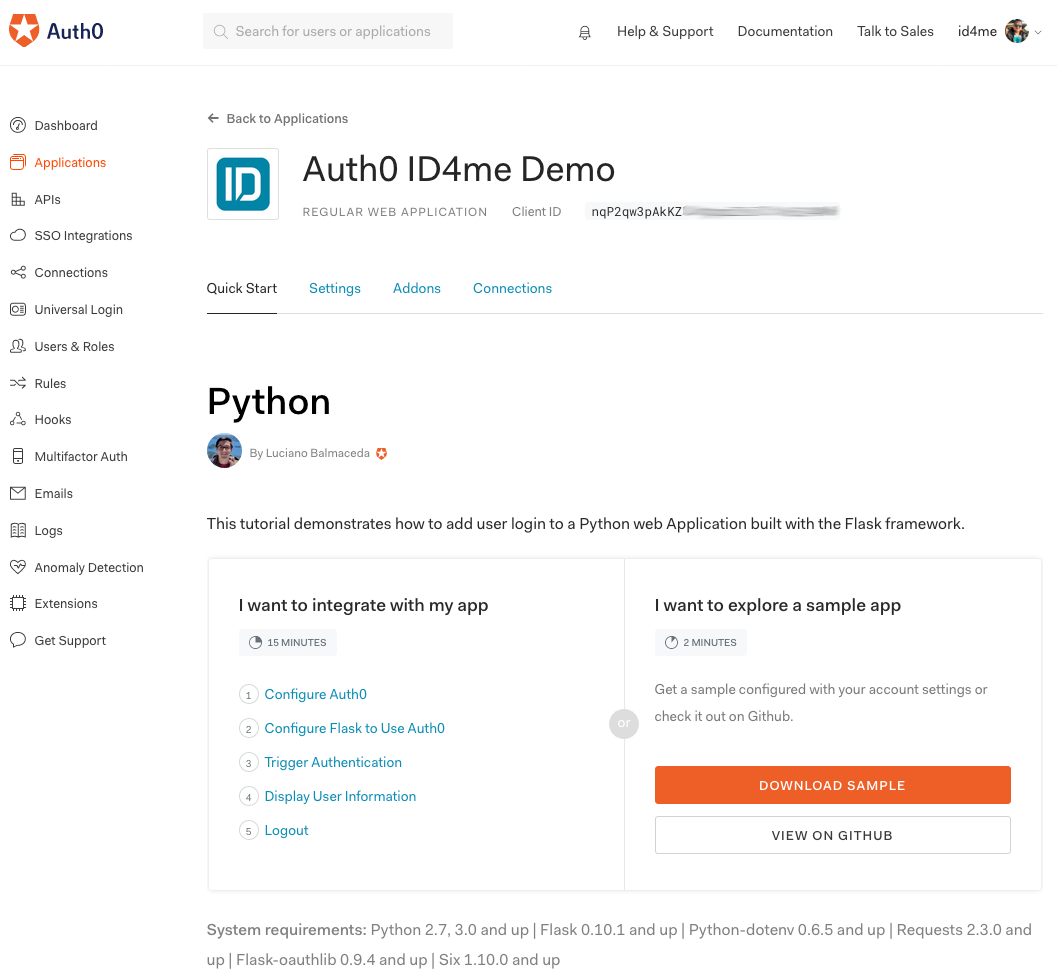 Auth0
Search for users or applications
Help & Support
Documentation
Talk to Sales
id4me
Dashboard
Applications
APIs
SSO Integrations
Connections
Universal Login
Users & Roles
Rules
Hooks
Multifactor Auth
Emails
Logs
Anomaly Detection
Extensions
Get Support
Back to Applications
ID
Auth0 ID4me Demo
REGULAR WEB APPLICATION
Client ID
nqP2qw3pAkKZ
Quick Start
Settings
Addons
Connections
Python
By Luciano Balmaceda
This tutorial demonstrates how to add user login to a Python web Application built with the Flask framework.
I want to integrate with my app
15 MINUTES
1 Configure Auth0
2 Configure Flask to Use Auth0
3 Trigger Authentication
4 Display User Information
5 Logout
or
I want to explore a sample app
2 MINUTES
Get a sample configured with your account settings or
check it out on Github.
DOWNLOAD SAMPLE
VIEW ON GITHUB
System requirements: Python 2.7, 3.0 and up | Flask 0.10.1 and up | Python-dotenv 0.6.5 and up | Requests 2.3.0 and
up | Flask-oauthlib 0.9.4 and up | Six 1.10.0 and up